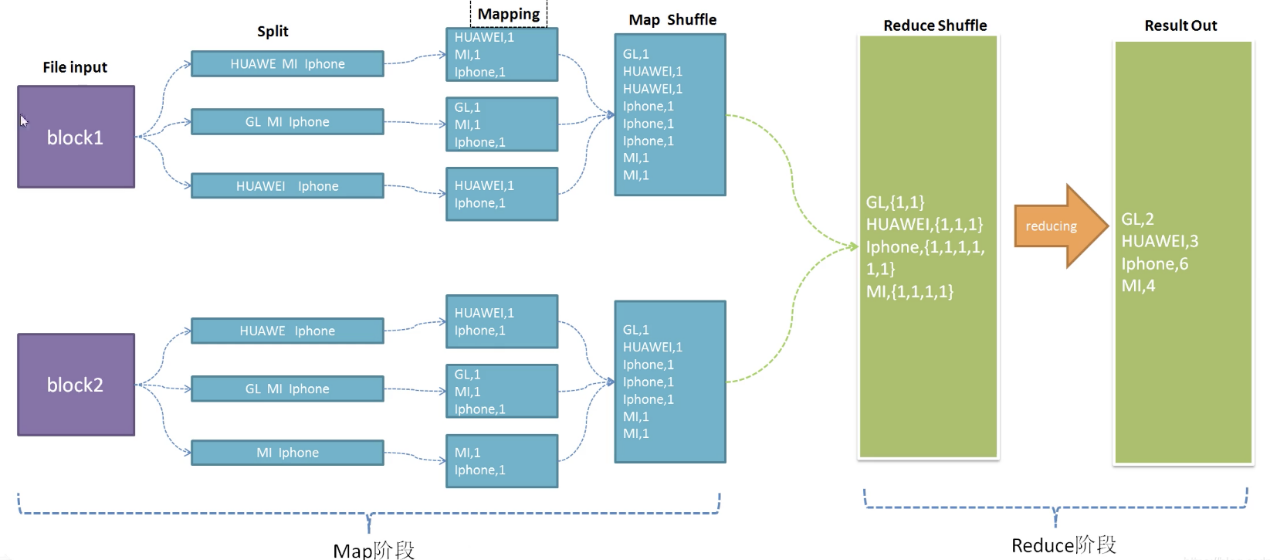 File input
Split
Mapping
Map Shuffle
Reduce Shuffle
Result Out
block1
HUAWE MI Iphone
GL MI Iphone
HUAWEI Iphone
HUAWEI,1
MI,1
Iphone,1
GL,1
MI,1
Iphone,1
HUAWEI,1
Iphone,1
GL,1
HUAWEI,1
HUAWEI,1
Iphone,1
Iphone,1
Iphone,1
MI,1
MI,1
block2
HUAWE Iphone
GL MI Iphone
MI Iphone
HUAWEI,1
Iphone,1
GL,1
MI,1
Iphone,1
MI,1
Iphone,1
GL,1
HUAWEI,1
Iphone,1
Iphone,1
Iphone,1
MI,1
MI,1
GL,{1,1}
HUAWEI,{1,1,1}
Iphone,{1,1,1,1,
1,1}
MI,{1,1,1,1}
reducing
GL,2
HUAWEI,3
Iphone,6
MI,4
Map阶段
Reduce阶段